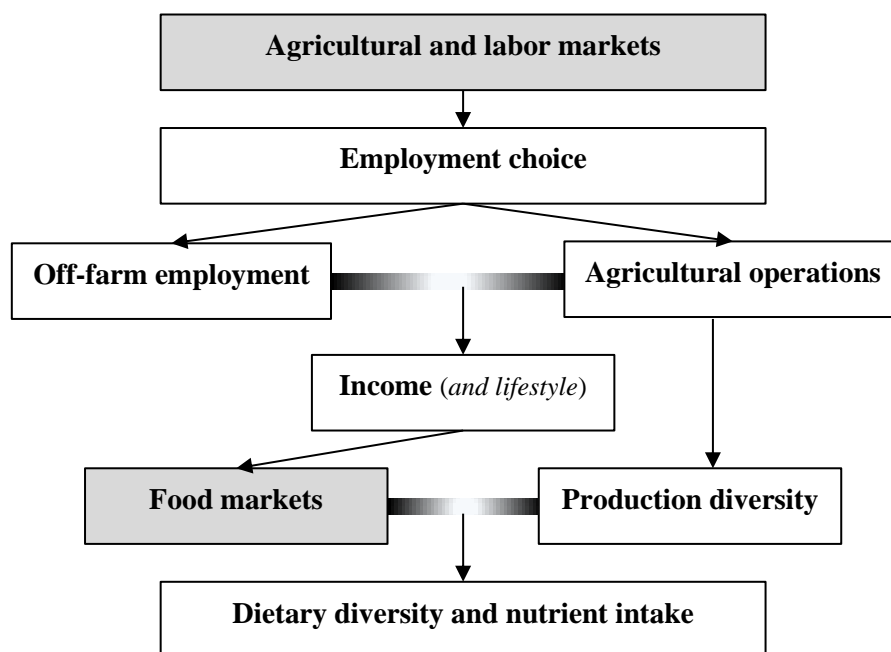 Agricultural and labor markets
Employment choice
Off-farm employment
Agricultural operations
Income (and lifestyle)
Food markets
Production diversity
Dietary diversity and nutrient intake